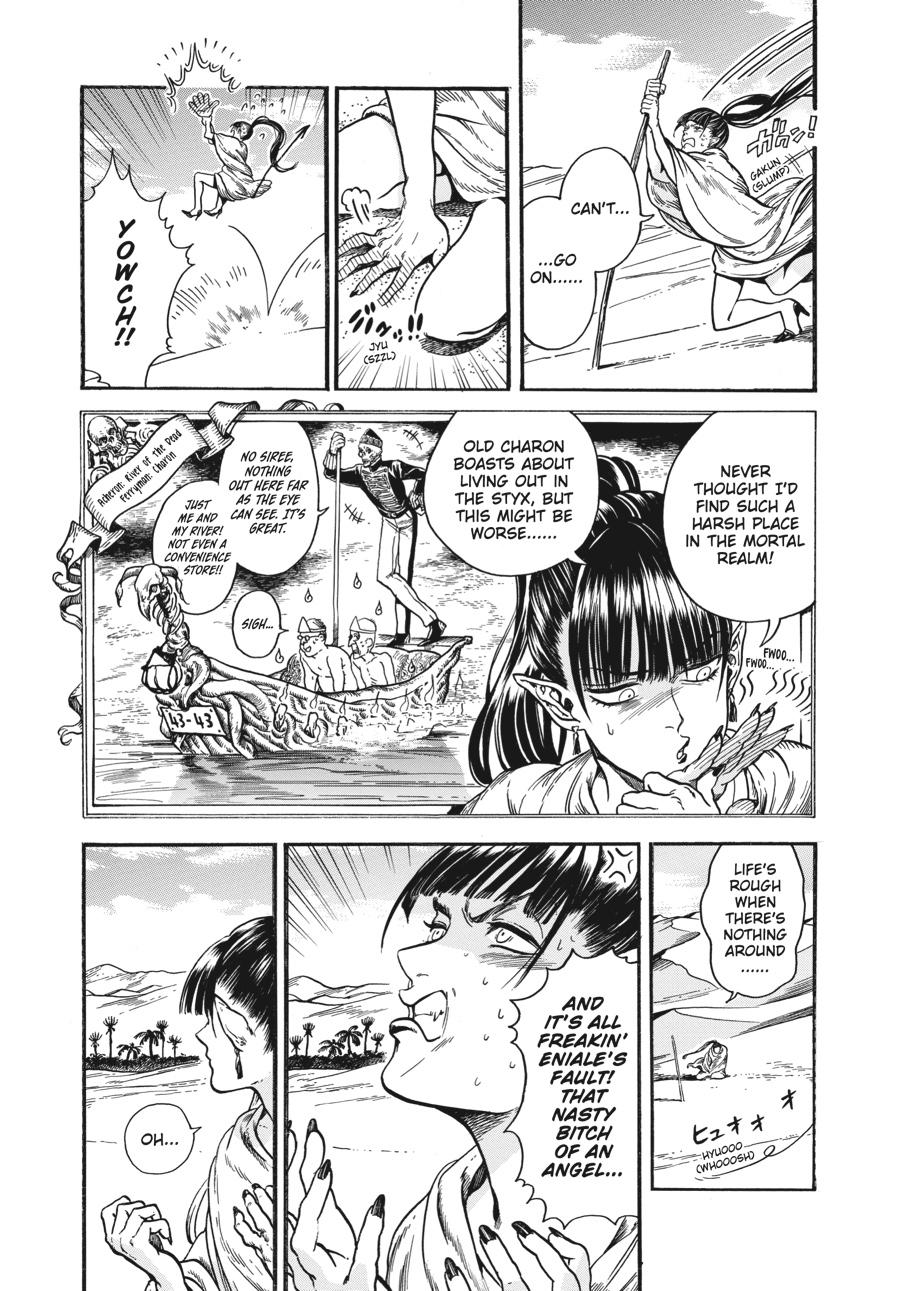 CAN'T...
...GO
ON......
ガガクン!
GAKUN
(SLUMP)
ジュッ!!
JYU
(SZZL)
YOWCH!!
NEVER
THOUGHT I'D
FIND SUCH A
HARSH PLACE
IN THE MORTAL
REALM!
FWOO...
FWOO...
OLD CHARON
BOASTS ABOUT
LIVING OUT IN
THE STYX, BUT
THIS MIGHT BE
WORSE......
NO SIREE,
NOTHING
OUT HERE FAR
AS THE EYE
CAN SEE. IT'S
GREAT.
JUST
ME AND
MY RIVER!
NOT EVEN A
CONVENIENCE
STORE!!
Acheron: River of the Dead
Ferryman: Charon
SIGH...
43-43
LIFE'S
ROUGH
WHEN
THERE'S
NOTHING
AROUND
......
ヒュオオオ
HYUOOO
(WHOOOSH)
AND
IT'S ALL
FREAKIN'
ENIALE'S
FAULT!
THAT
NASTY
BITCH
OF AN
ANGEL...
OH...